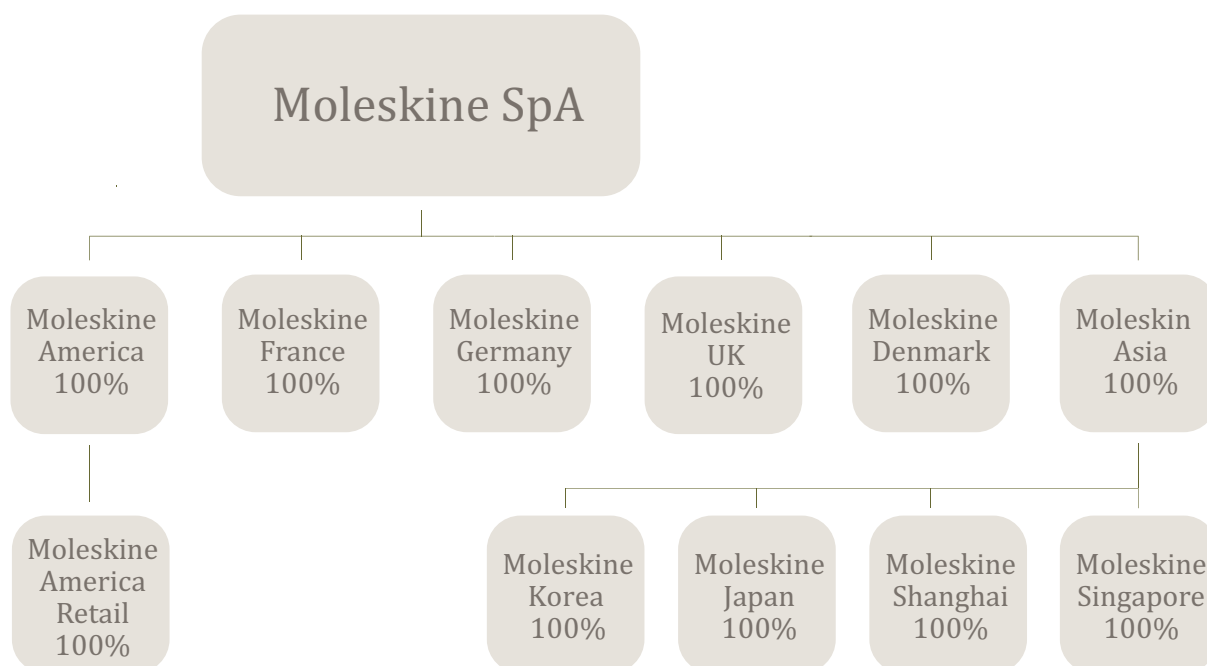 Moleskine SpA
Moleskine
America
100%
Moleskine
France
100%
Moleskine
Germany
100%
Moleskine
UK
100%
Moleskine
Denmark
100%
Moleskin
Asia
100%
Moleskine
America
Retail
100%
Moleskine
Korea
100%
Moleskine
Japan
100%
Moleskine
Shanghai
100%
Moleskine
Singapore
100%